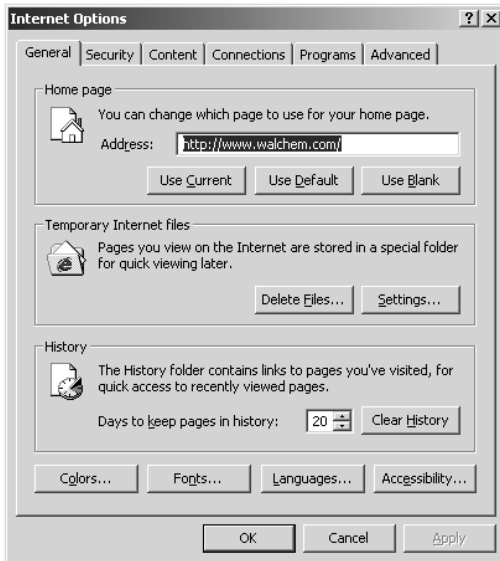 Internet Options
General Security Content Connections Programs Advanced
Home page
You can change which page to use for your home page.
Address: http://www.walchem.com/
Use Current Use Default Use Blank
Temporary Internet files
Pages you view on the Internet are stored in a special folder
for quick viewing later.
Delete Files... Settings...
History
The History folder contains links to pages you've visited, for
quick access to recently viewed pages.
Days to keep pages in history: 20 Clear History
Colors... Fonts... Languages... Accessibility...
OK Cancel Apply